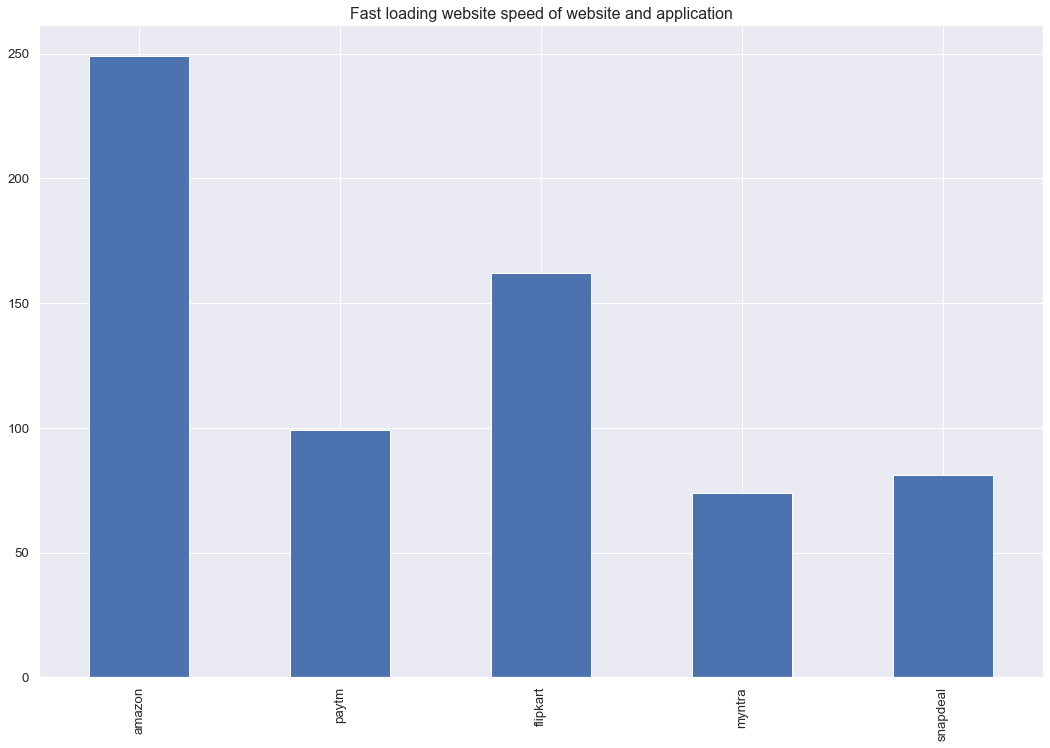 Fast loading website speed of website and application
250
200
150
100
50
0
amazon
paytm
flipkart
myntra
snapdeal